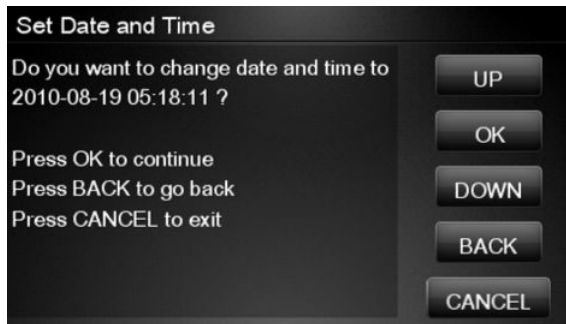 Set Date and Time
Do you want to change date and time to
2010-08-19 05:18:11 ?
Press OK to continue
Press BACK to go back
Press CANCEL to exit
UP
OK
DOWN
BACK
CANCEL